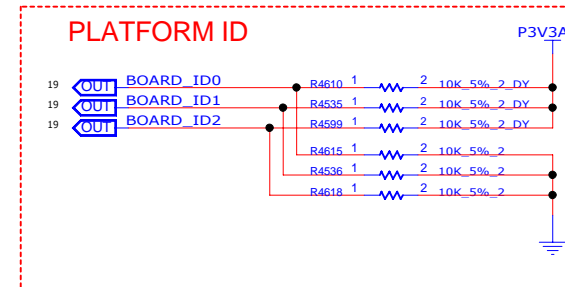 PLATFORM ID
P3V3A
19 OUT BOARD_ID0 R4610 1 2 10K_5%_2_DY
19 OUT BOARD_ID1 R4535 1 2 10K_5%_2_DY
19 OUT BOARD_ID2 R4599 1 2 10K_5%_2_DY
R4615 1 2 10K_5%_2
R4536 1 2 10K_5%_2
R4618 1 2 10K_5%_2